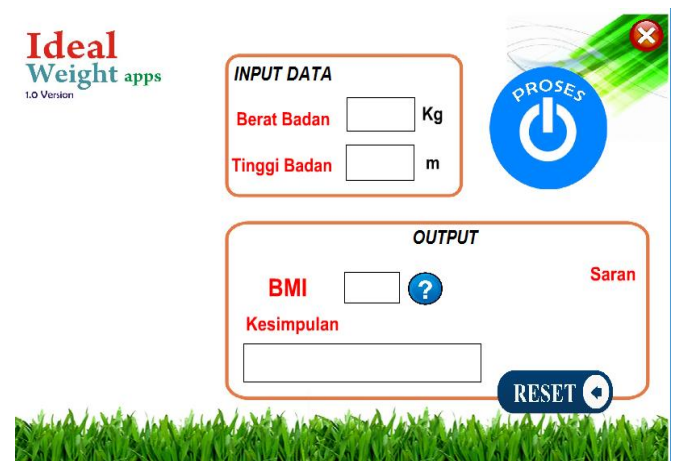 Ideal
Weight apps
1.0 Version
INPUT DATA
Berat Badan
Kg
Tinggi Badan
m
PROSES
OUTPUT
BMI
?
Saran
Kesimpulan
RESET